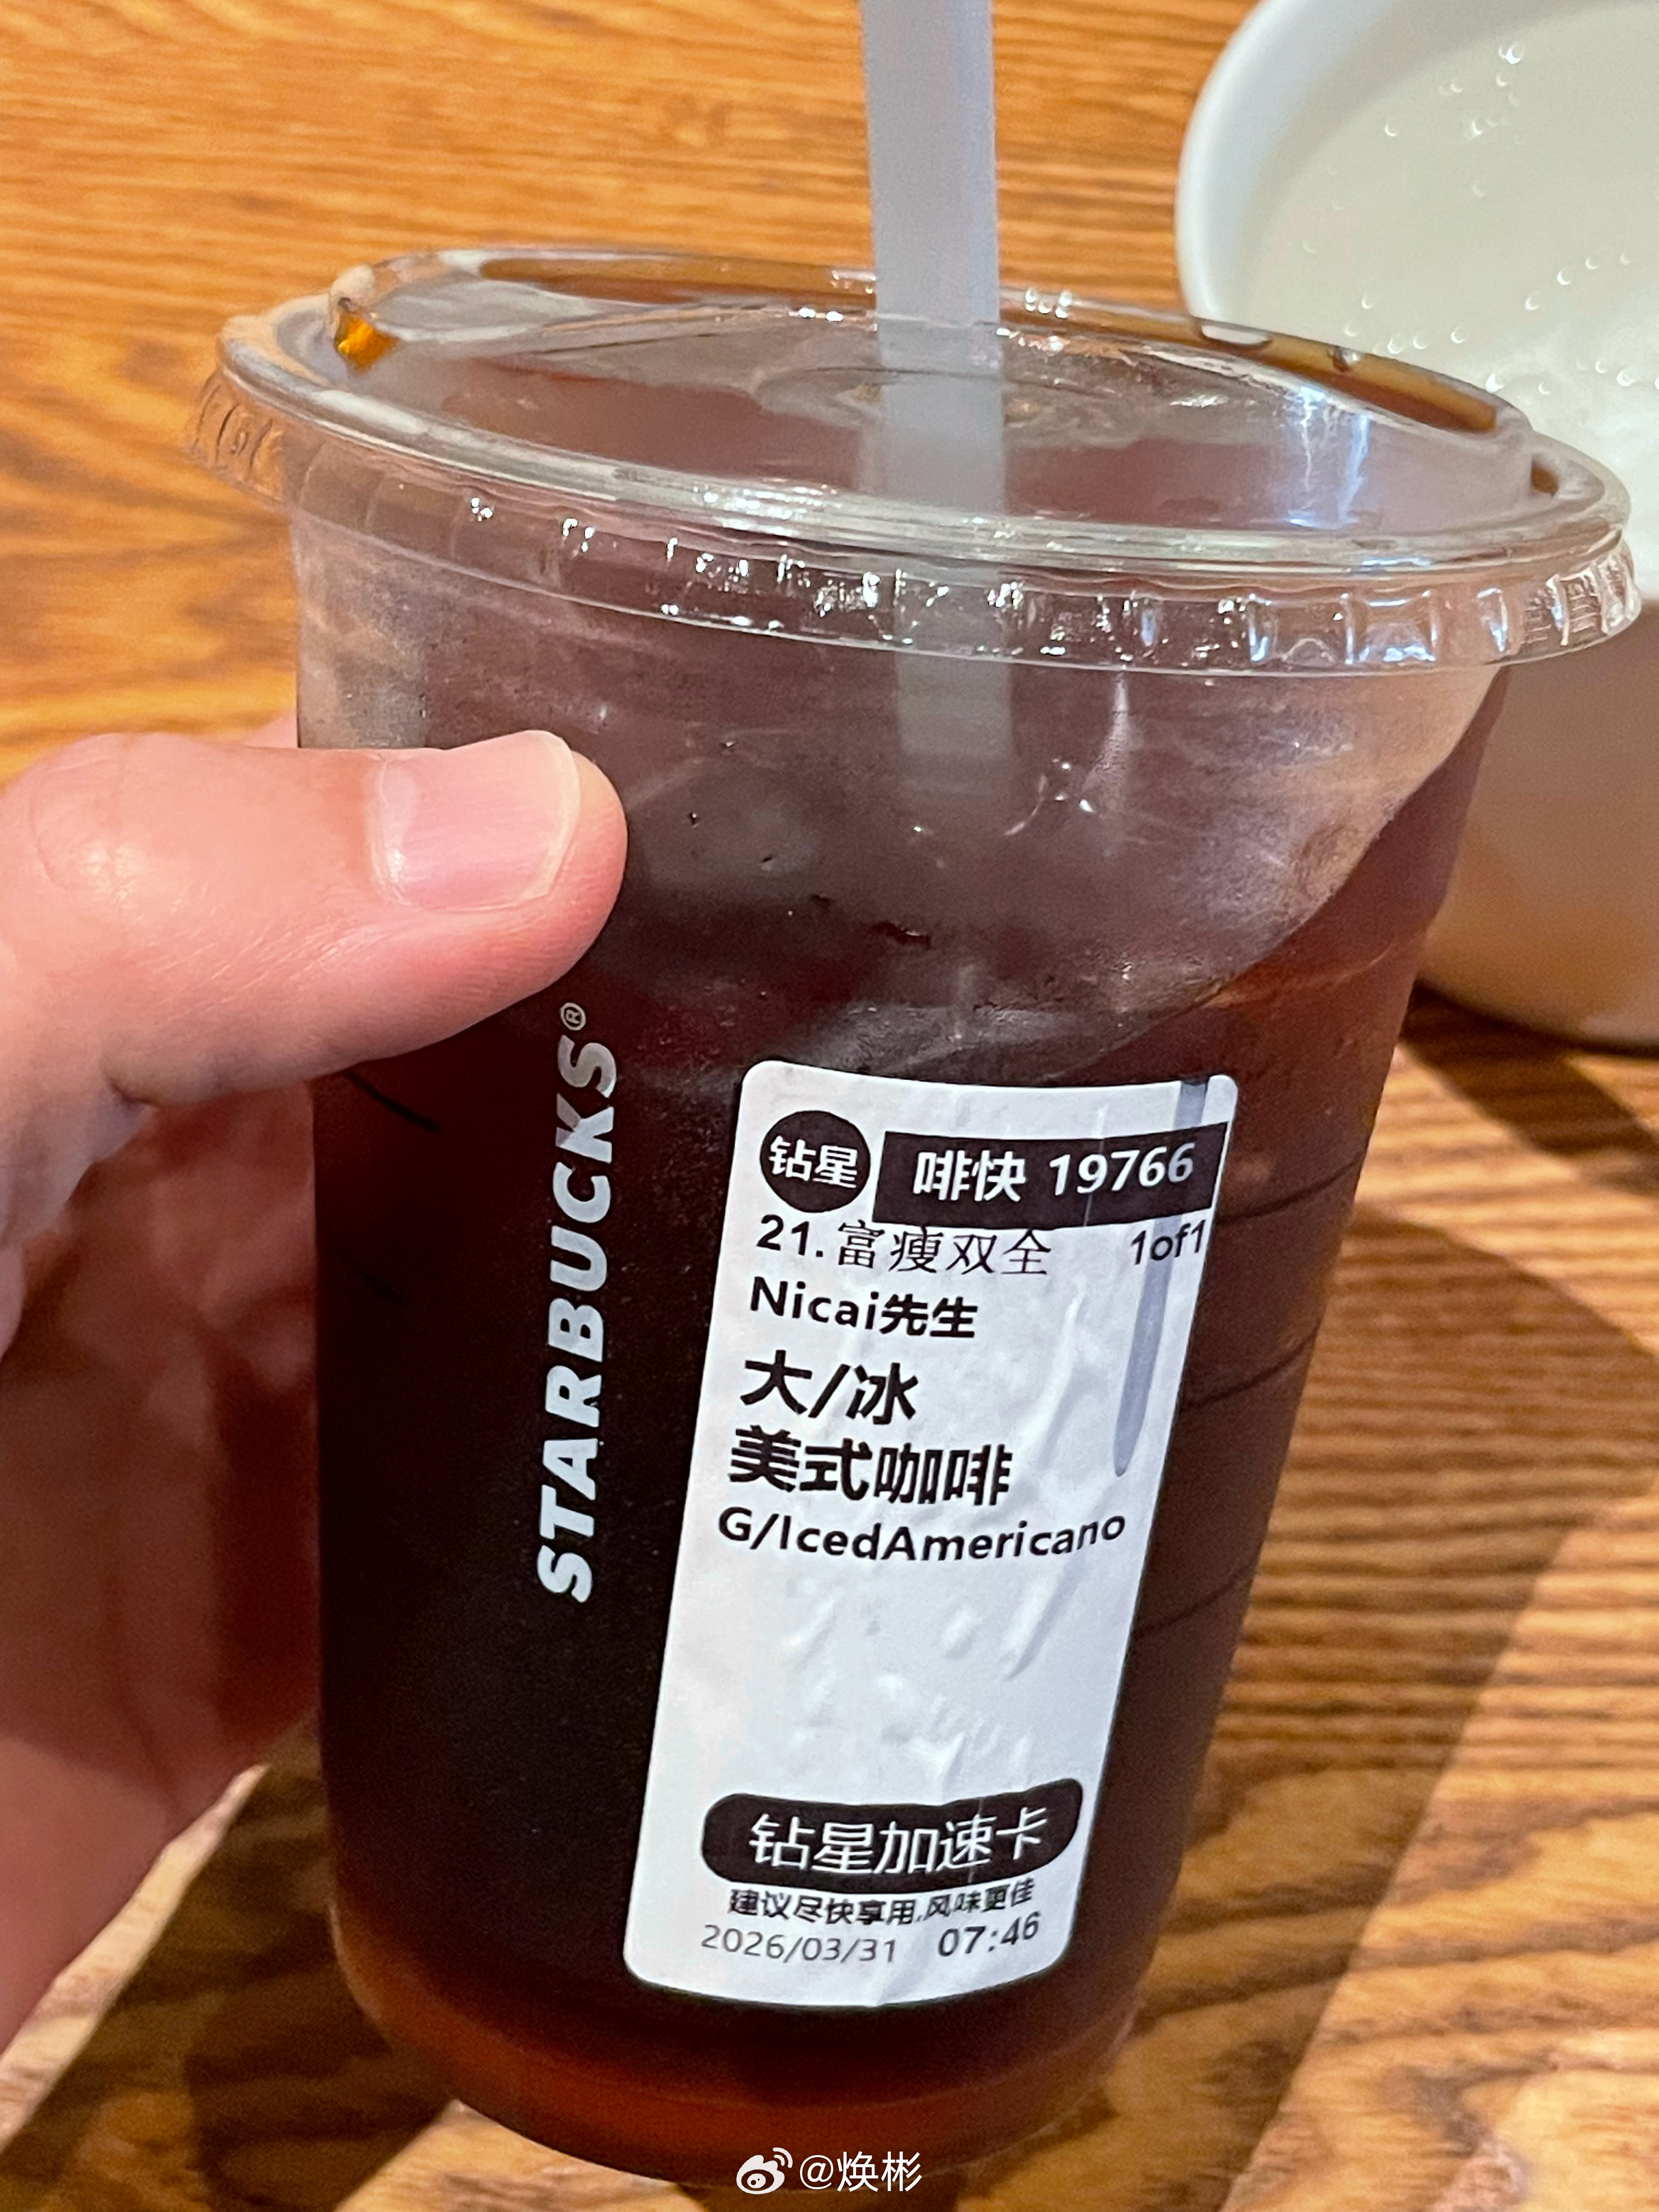 STARBUCKS®
钻星 啡快 19766
21.富瘦双全 1of1
Nicai先生
大/冰
美式咖啡
G/IcedAmericano
钻星加速卡
建议尽快享用,风味更佳
2026/03/31 07:46
@焕彬